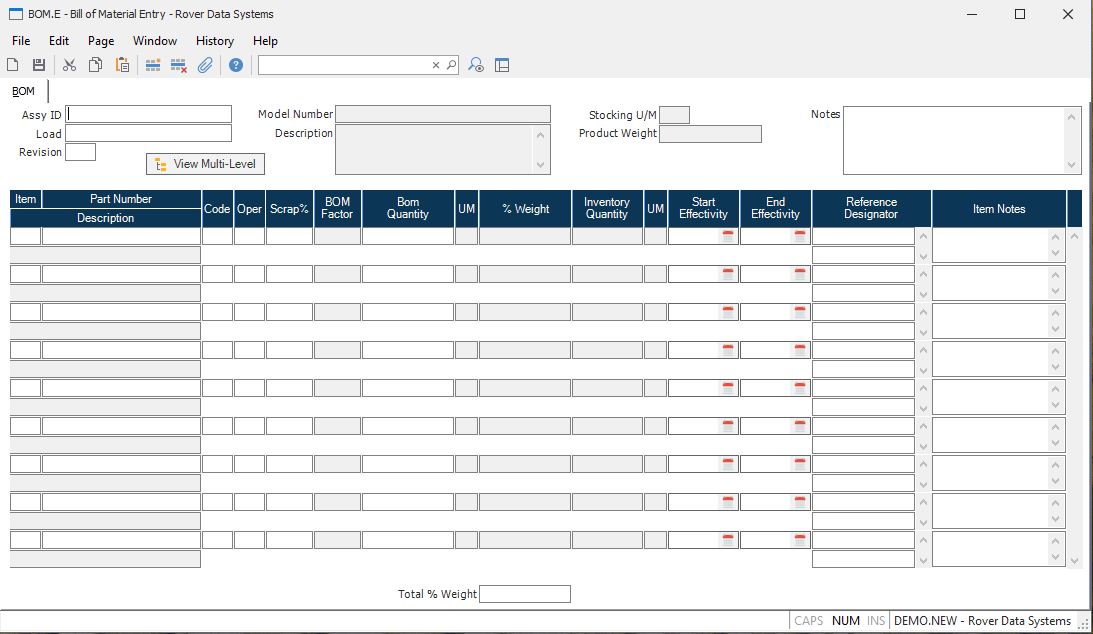 BOM.E - Bill of Material Entry - Rover Data Systems
File Edit Page Window History Help
BOM
Assy ID Model Number Stocking U/M Notes
Load Description Product Weight
Revision View Multi-Level
Item Part Number Code Oper Scrap% BOM Factor Bom Quantity UM % Weight Inventory Quantity UM Start Effectivity End Effectivity Reference Designator Item Notes
Description
Total % Weight
CAPS NUM INS DEMO.NEW - Rover Data Systems